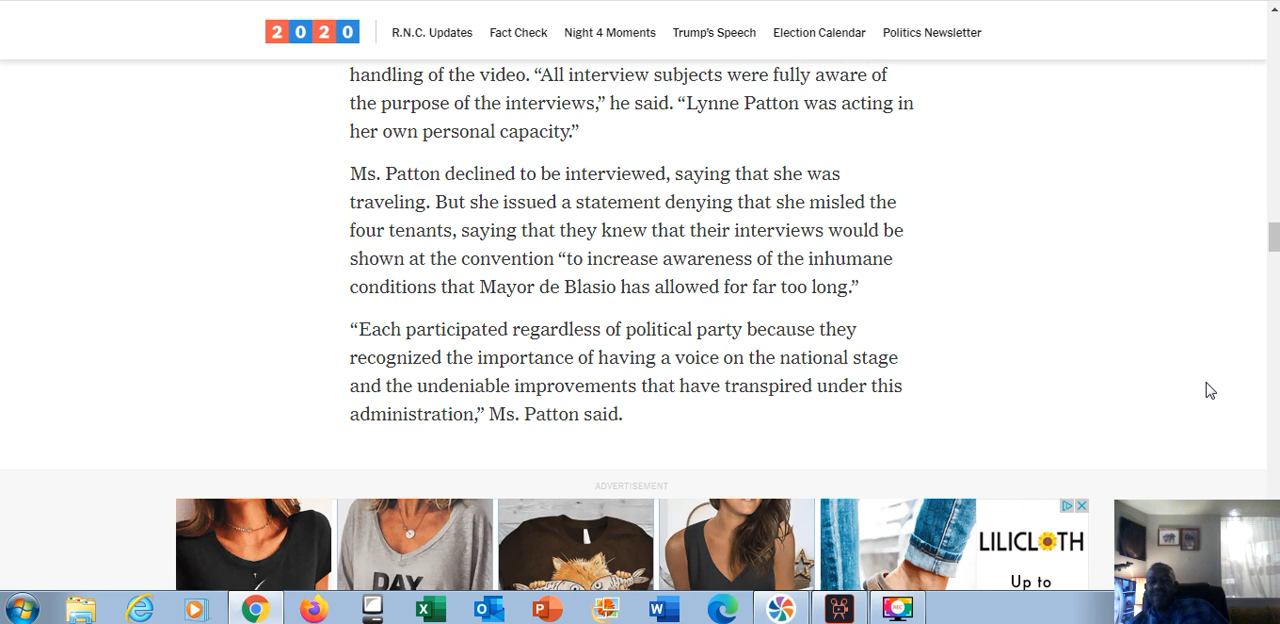 2020
R.N.C. Updates Fact Check Night 4 Moments Trump's Speech Election Calendar Politics Newsletter
handling of the video. “All interview subjects were fully aware of
the purpose of the interviews,” he said. “Lynne Patton was acting in
her own personal capacity.”
Ms. Patton declined to be interviewed, saying that she was
traveling. But she issued a statement denying that she misled the
four tenants, saying that they knew that their interviews would be
shown at the convention “to increase awareness of the inhumane
conditions that Mayor de Blasio has allowed for far too long.”
“Each participated regardless of political party because they
recognized the importance of having a voice on the national stage
and the undeniable improvements that have transpired under this
administration,” Ms. Patton said.
ADVERTISEMENT
DAY
LILICLOTH
Up to
REC